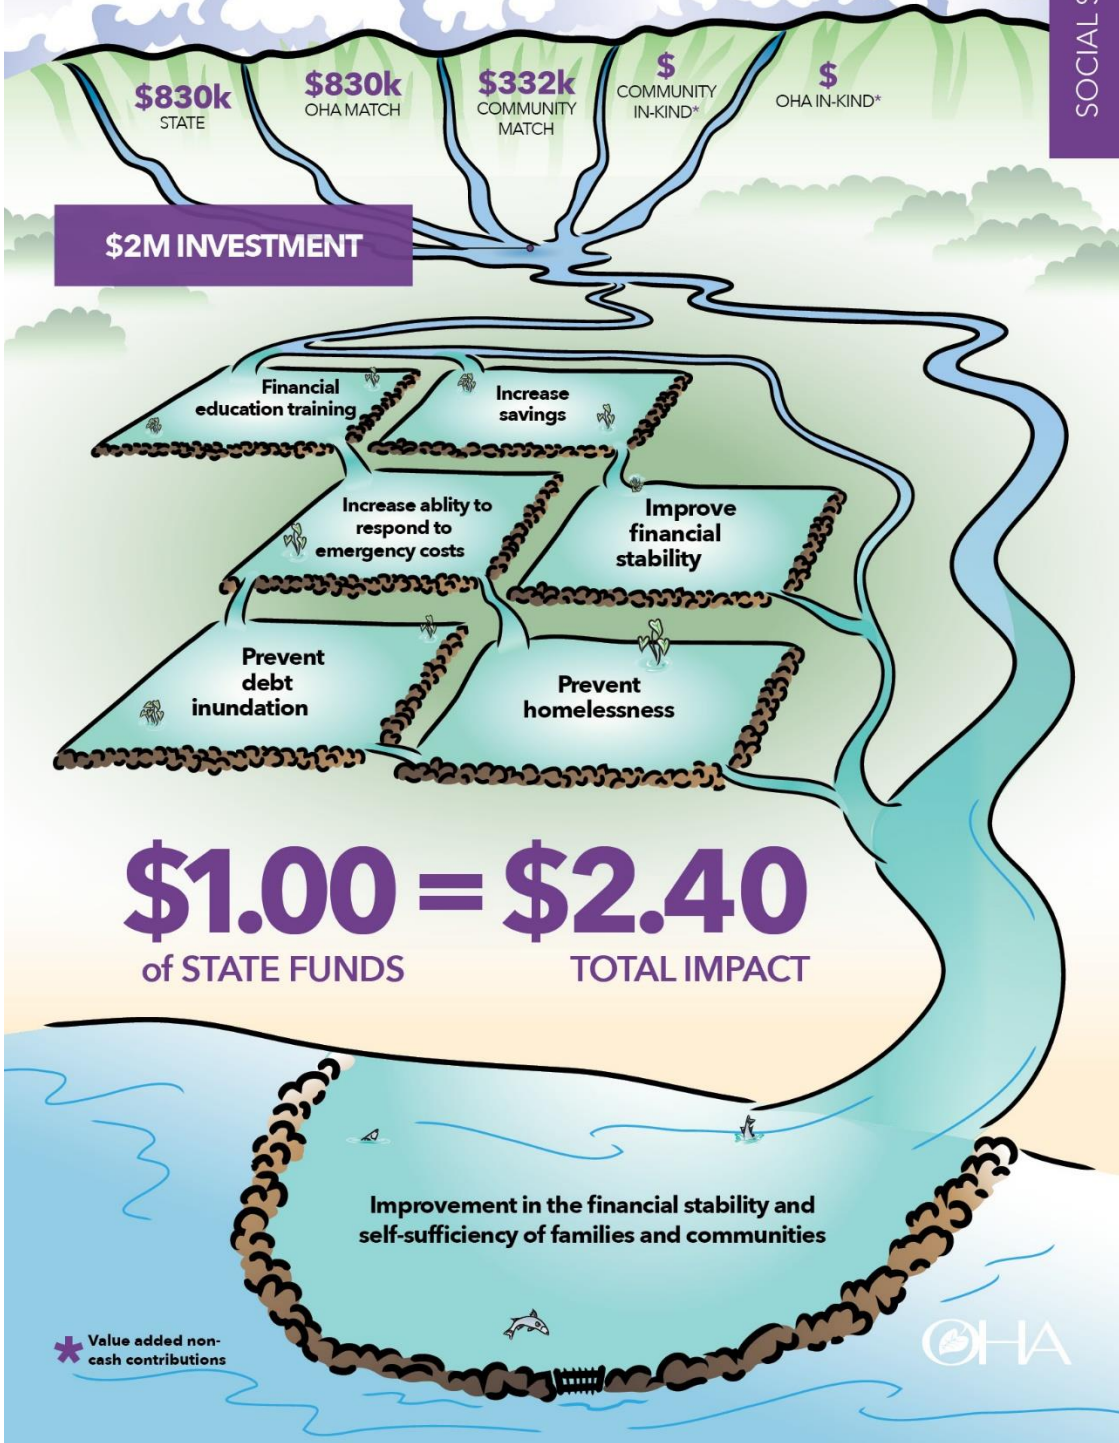 SOCIAL S
$830k
STATE
$830k
OHA MATCH
$332k
COMMUNITY
MATCH
$
COMMUNITY
IN-KIND*
$
OHA IN-KIND*
$2M INVESTMENT
Financial
education training
Increase
savings
Increase ablity to
respond to
emergency costs
Improve
financial
stability
Prevent
debt
inundation
Prevent
homelessness
$1.00 = $2.40
of STATE FUNDS
TOTAL IMPACT
Improvement in the financial stability and
self-sufficiency of families and communities
* Value added non-
cash contributions
OHA